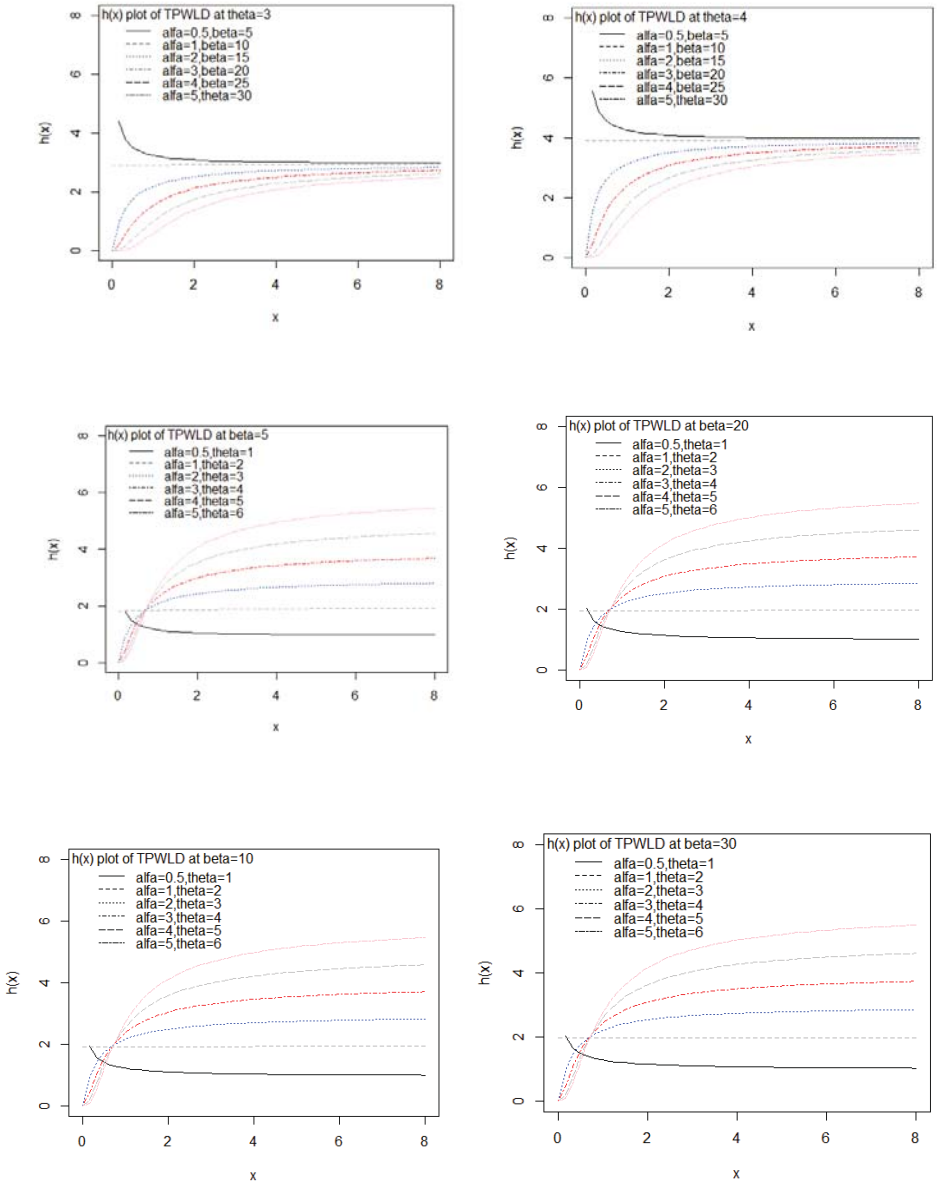 h(x) plot of TPWLD at theta=3
alfa=0.5,beta=5
alfa=1,beta=10
alfa=2,beta=15
alfa=3,beta=20
alfa=4,beta=25
alfa=5,theta=30
h(x)
0 2 4 6 8
0 2 4 6 8
x
h(x) plot of TPWLD at theta=4
alfa=0.5,beta=5
alfa=1,beta=10
alfa=2,beta=15
alfa=3,beta=20
alfa=4,beta=25
alfa=5,theta=30
h(x)
0 2 4 6 8
0 2 4 6 8
x
h(x) plot of TPWLD at beta=5
alfa=0.5,theta=1
alfa=1,theta=2
alfa=2,theta=3
alfa=3,theta=4
alfa=4,theta=5
alfa=5,theta=6
h(x)
0 2 4 6 8
0 2 4 6 8
x
h(x) plot of TPWLD at beta=20
alfa=0.5,theta=1
alfa=1,theta=2
alfa=2,theta=3
alfa=3,theta=4
alfa=4,theta=5
alfa=5,theta=6
h(x)
0 2 4 6 8
0 2 4 6 8
x
h(x) plot of TPWLD at beta=10
alfa=0.5,theta=1
alfa=1,theta=2
alfa=2,theta=3
alfa=3,theta=4
alfa=4,theta=5
alfa=5,theta=6
h(x)
0 2 4 6 8
0 2 4 6 8
x
h(x) plot of TPWLD at beta=30
alfa=0.5,theta=1
alfa=1,theta=2
alfa=2,theta=3
alfa=3,theta=4
alfa=4,theta=5
alfa=5,theta=6
h(x)
0 2 4 6 8
0 2 4 6 8
x